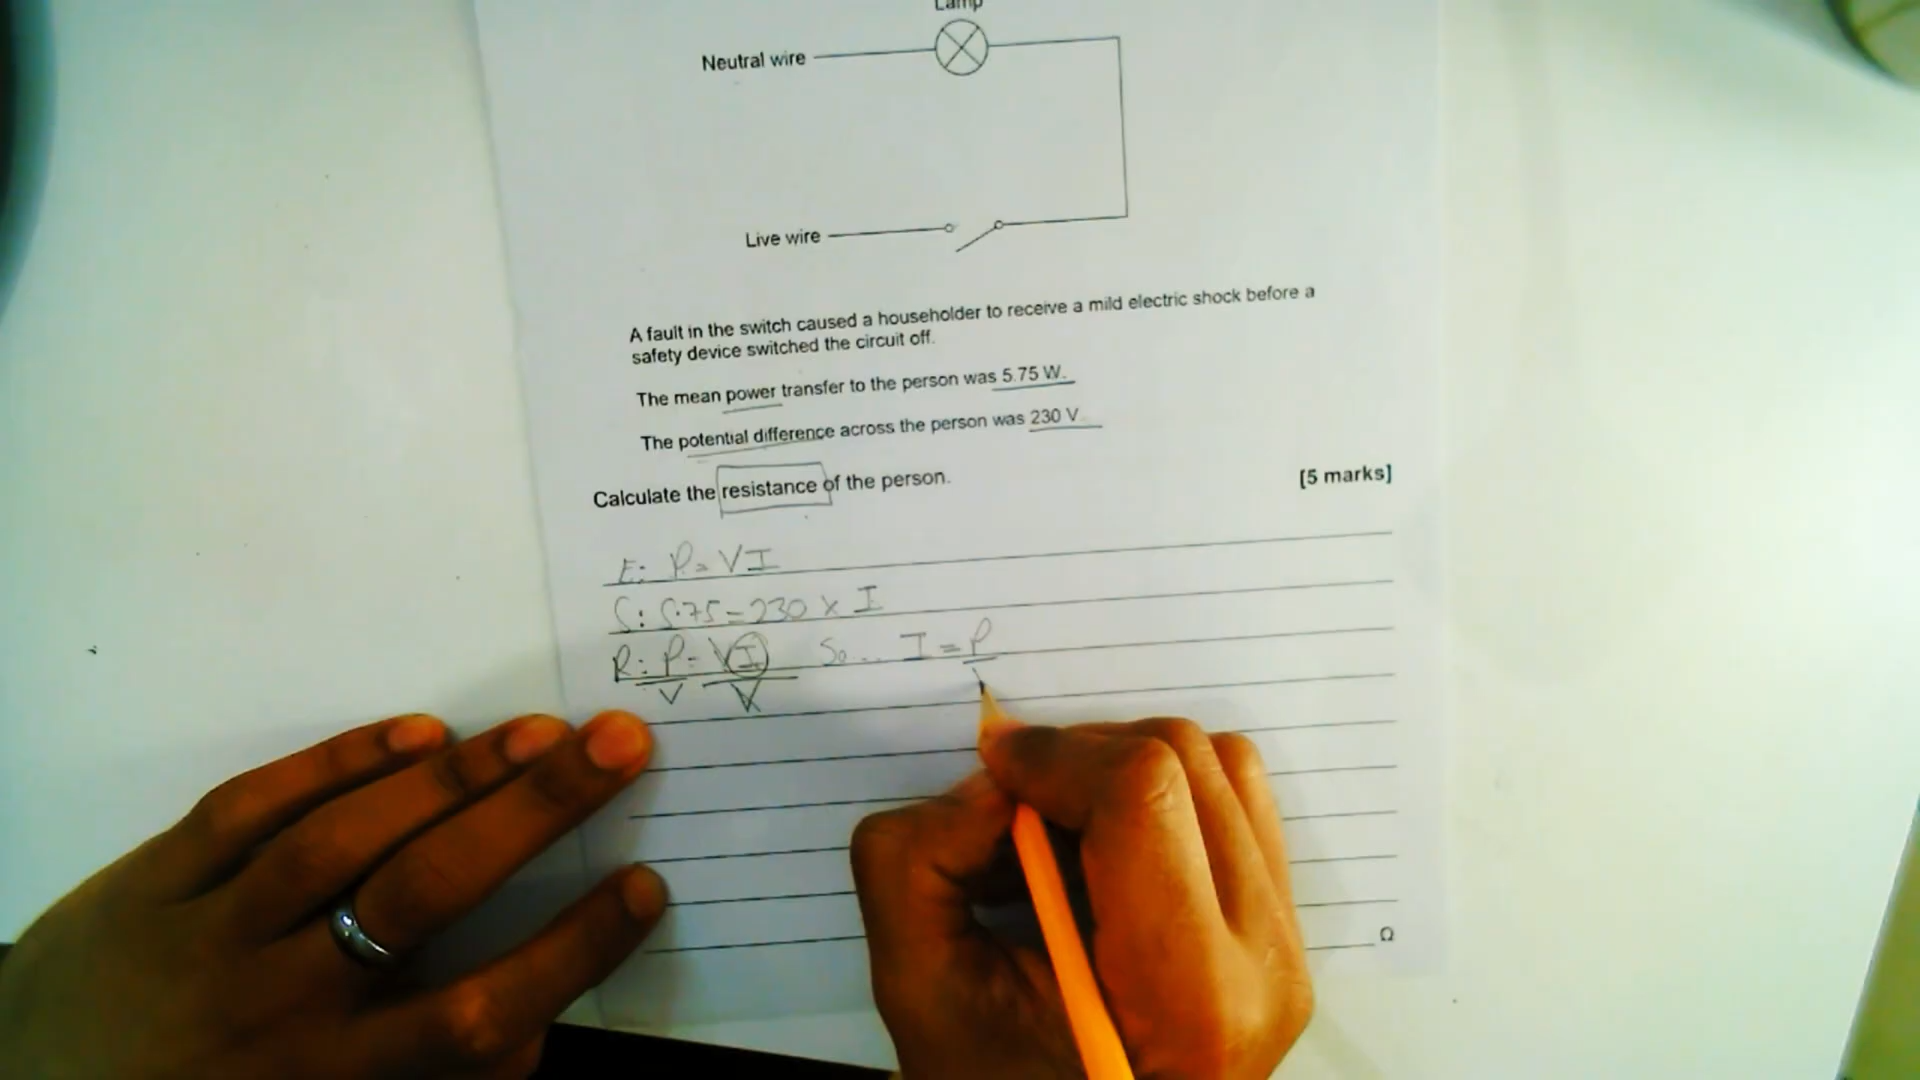 Lamp
Neutral wire
Live wire
A fault in the switch caused a householder to receive a mild electric shock before a
safety device switched the circuit off.
The mean power transfer to the person was 5.75 W.
The potential difference across the person was 230 V
Calculate the resistance of the person.
[5 marks]
E: P = VI
S: 5.75 = 230 x I
R: P = VI So... I = P
V V
Ω